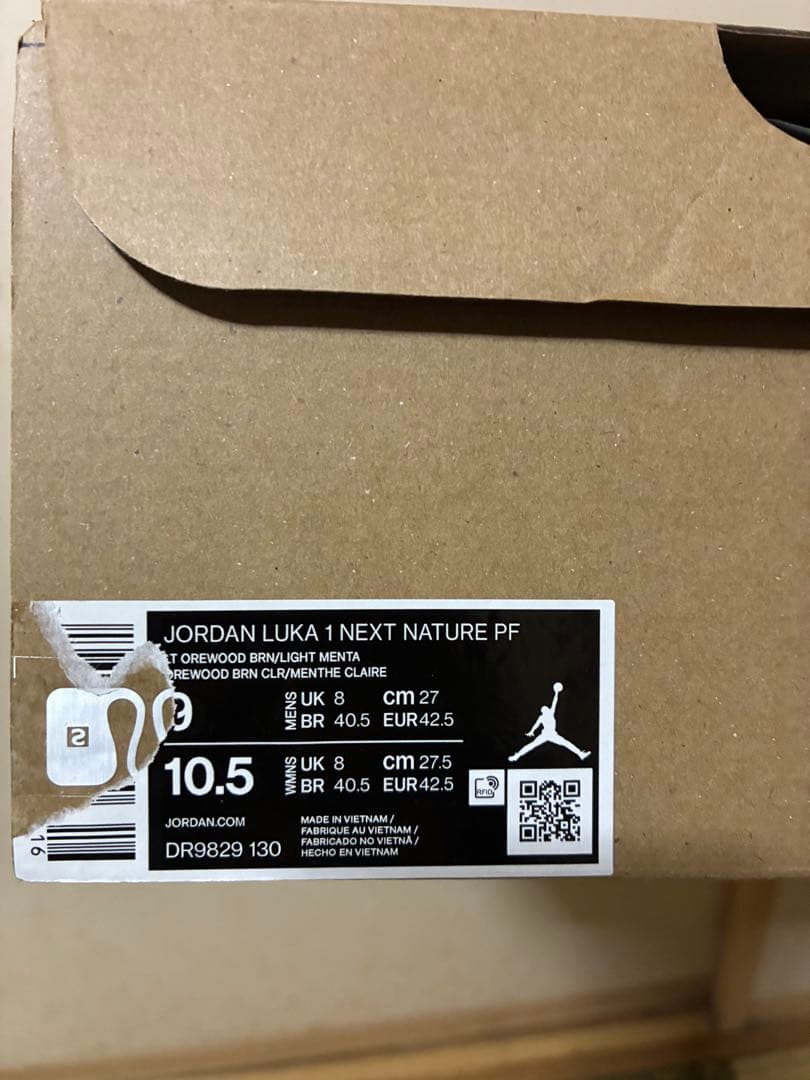 JORDAN LUKA 1 NEXT NATURE PF
LT OREWOOD BRN/LIGHT MENTA
OREWOOD BRN CLR/MENTHE CLAIRE
9 MENS UK 8 cm 27
BR 40.5 EUR 42.5
10.5 WMNS UK 8 cm 27.5
BR 40.5 EUR 42.5
RFID
JORDAN.COM
DR9829 130
MADE IN VIETNAM /
FABRIQUE AU VIETNAM /
FABRICADO NO VIETNÃ /
HECHO EN VIETNAM
16